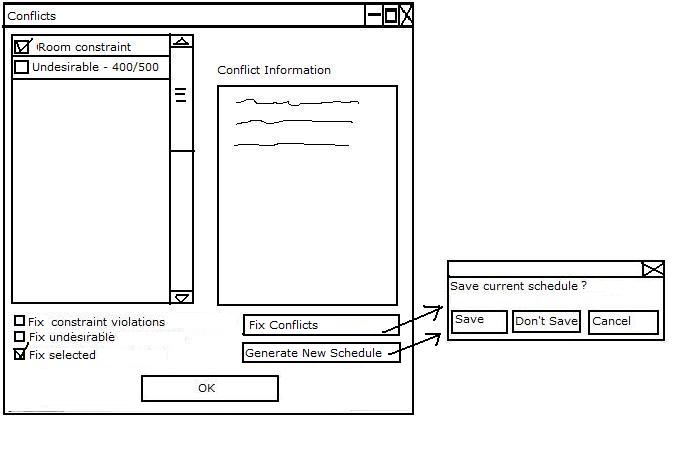 Conflicts
Room constraint
Undesirable - 400/500
Conflict Information
Fix constraint violations
Fix undesirable
Fix selected
Fix Conflicts
Generate New Schedule
OK
Save current schedule ?
Save
Don't Save
Cancel